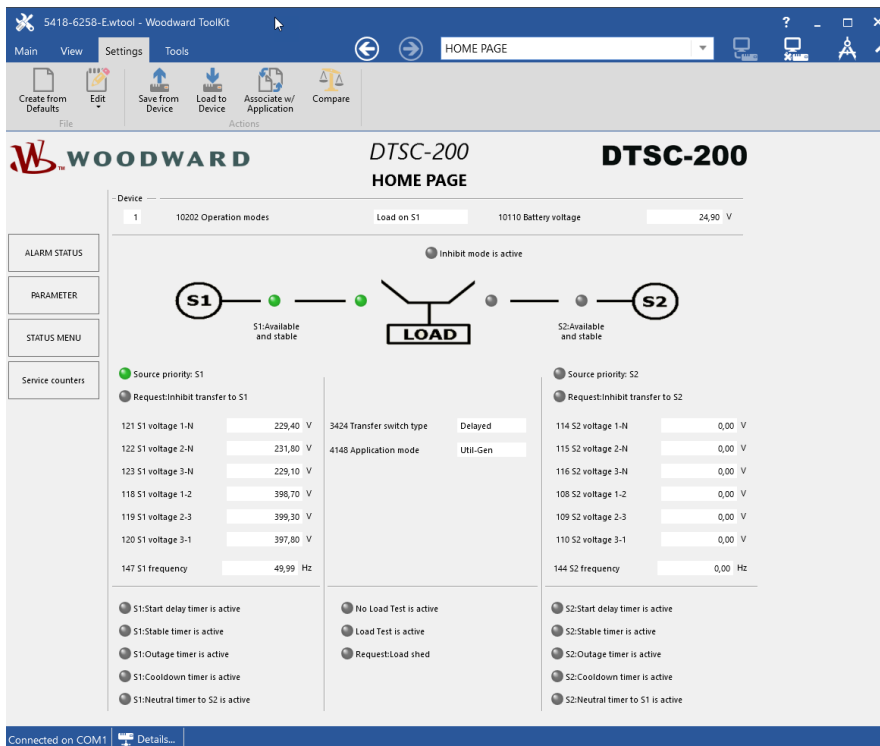 5418-6258-E.wtool - Woodward ToolKit
?
Main View Settings Tools
HOME PAGE
Create from Defaults
Edit
Save from Device
Load to Device
Associate w/ Application
Compare
File
Actions
WOODWARD
DTSC-200
DTSC-200
HOME PAGE
Device
1 10202 Operation modes Load on S1 10110 Battery voltage 24,90 V
ALARM STATUS
PARAMETER
STATUS MENU
Service counters
Inhibit mode is active
S1
S2
LOAD
S1:Available
and stable
S2:Available
and stable
Source priority: S1
Source priority: S2
Request:Inhibit transfer to S1
Request:Inhibit transfer to S2
121 S1 voltage 1-N 229,40 V 3424 Transfer switch type Delayed 114 S2 voltage 1-N 0,00 V
122 S1 voltage 2-N 231,80 V 4148 Application mode Util-Gen 115 S2 voltage 2-N 0,00 V
123 S1 voltage 3-N 229,10 V 116 S2 voltage 3-N 0,00 V
118 S1 voltage 1-2 398,70 V 108 S2 voltage 1-2 0,00 V
119 S1 voltage 2-3 399,30 V 109 S2 voltage 2-3 0,00 V
120 S1 voltage 3-1 397,80 V 110 S2 voltage 3-1 0,00 V
147 S1 frequency 49,99 Hz 144 S2 frequency 0,00 Hz
S1:Start delay timer is active No Load Test is active S2:Start delay timer is active
S1:Stable timer is active Load Test is active S2:Stable timer is active
S1:Outage timer is active Request:Load shed S2:Outage timer is active
S1:Cooldown timer is active S2:Cooldown timer is active
S1:Neutral timer to S2 is active S2:Neutral timer to S1 is active
Connected on COM1 Details...